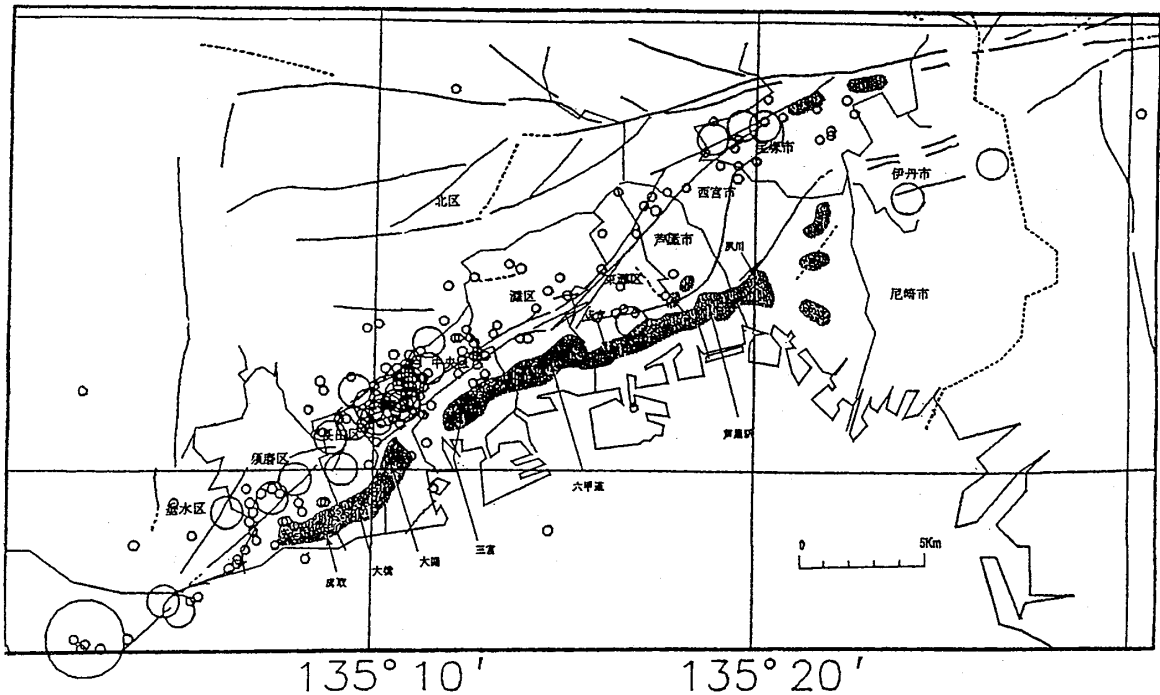 宝塚市
伊丹市
西宮市
北区
芦屋市
夙川
東灘区
灘区
尼崎市
中央区
長田区
芦屋駅
須磨区
六甲道
垂水区
三宮
0
5Km
大開
大橋
鷹取
135°10'
135°20'